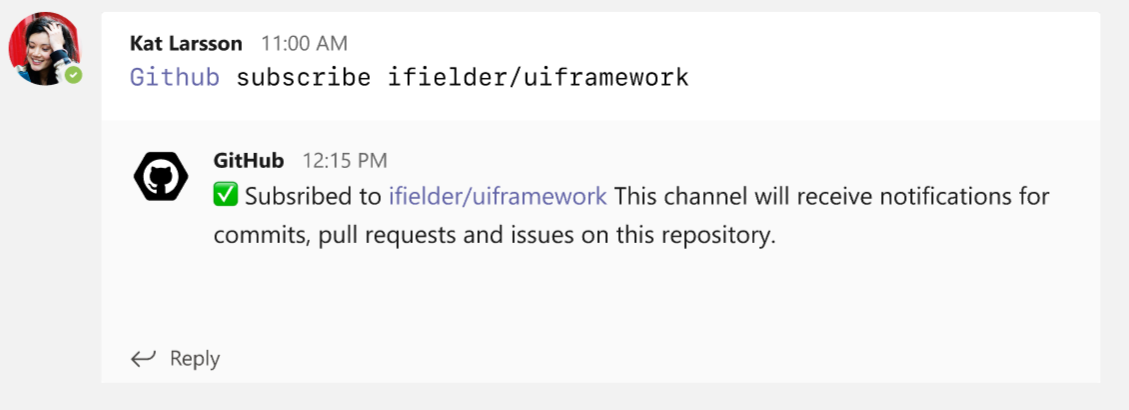 Kat Larsson 11:00 AM
Github subscribe ifielder/uiframework
GitHub 12:15 PM
✅ Subsribed to ifielder/uiframework This channel will receive notifications for
commits, pull requests and issues on this repository.
Reply